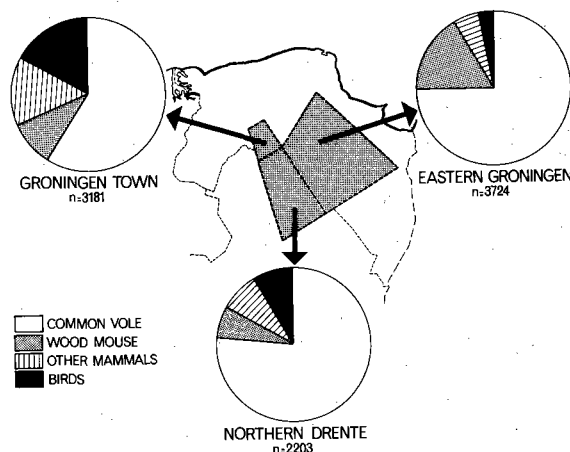 GRONINGEN TOWN
n=3181
EASTERN GRONINGEN
n=3724
COMMON VOLE
WOOD MOUSE
OTHER MAMMALS
BIRDS
NORTHERN DRENTE
n=2203